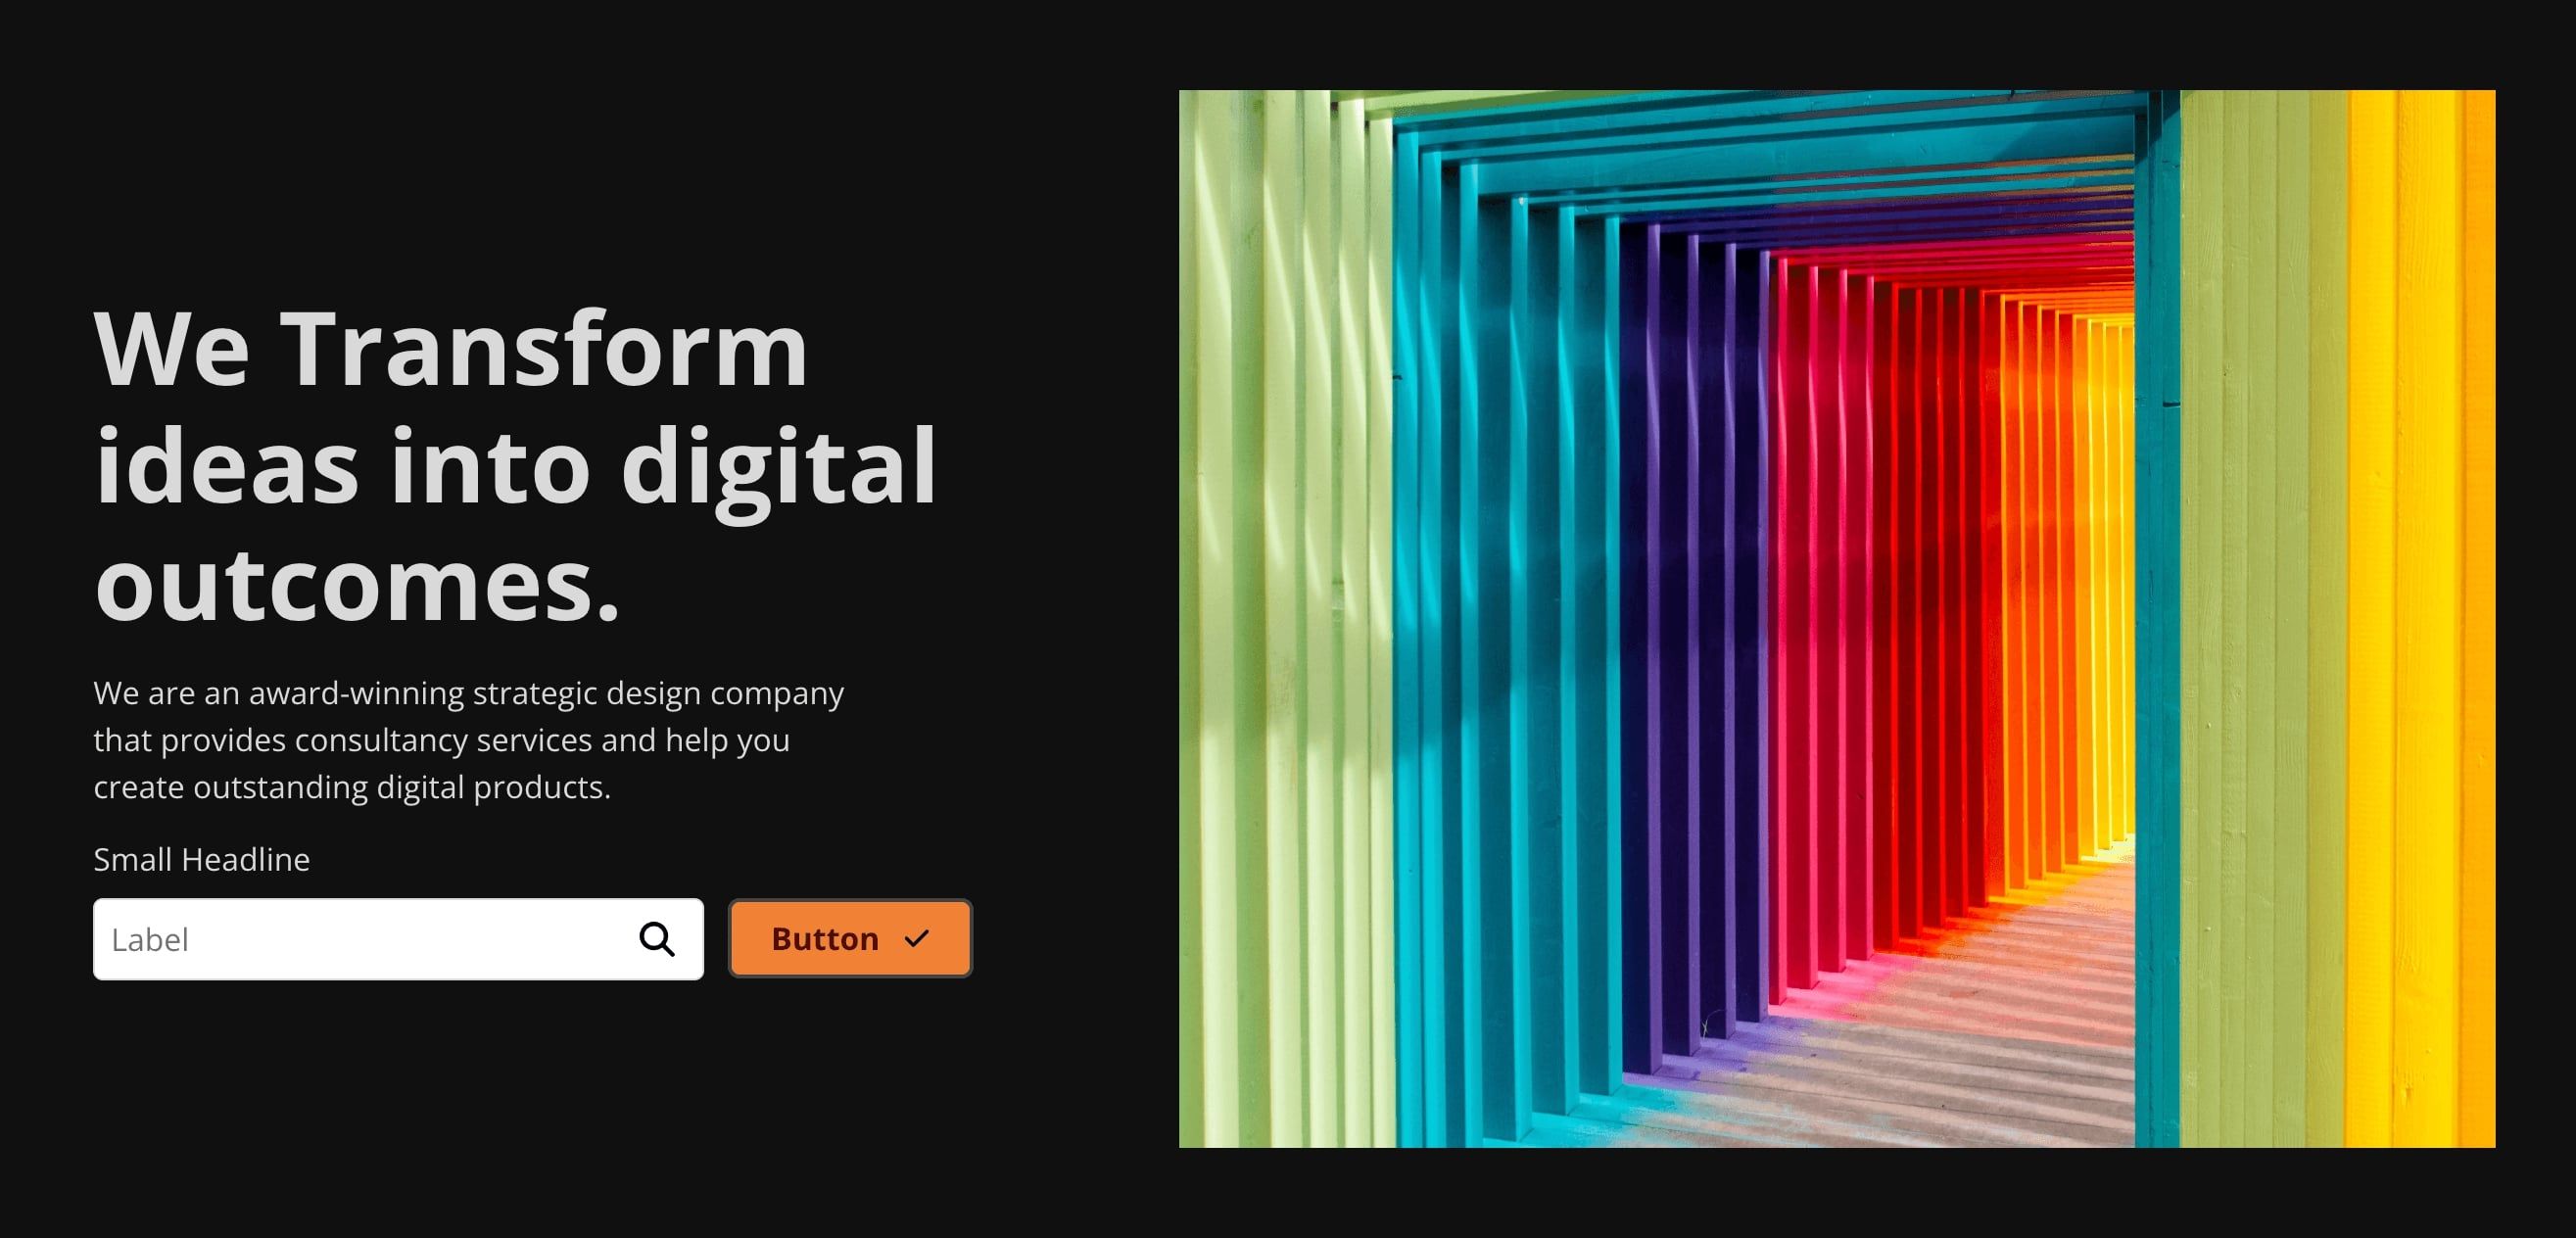 We Transform
ideas into digital
outcomes.
We are an award-winning strategic design company
that provides consultancy services and help you
create outstanding digital products.
Small Headline
Label
Button